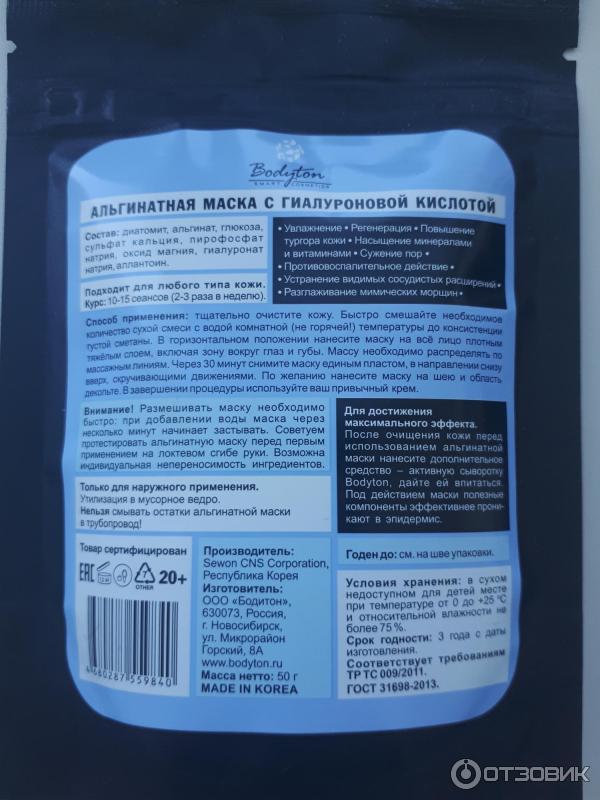 Bodyton
SMART COSMETICS
АЛЬГИНАТНАЯ МАСКА С ГИАЛУРОНОВОЙ КИСЛОТОЙ
Состав: диатомит, альгинат, глюкоза,
сульфат кальция, пирофосфат
натрия, оксид магния, гиалуронат
натрия, аллантоин.
• Увлажнение • Регенерация • Повышение
тургора кожи • Насыщение минералами
и витаминами • Сужение пор •
• Противовоспалительное действие •
• Устранение видимых сосудистых расширений •
• Разглаживание мимических морщин •
Подходит для любого типа кожи.
Курс: 10-15 сеансов (2-3 раза в неделю).
Способ применения: тщательно очистите кожу. Быстро смешайте необходимое
количество сухой смеси с водой комнатной (не горячей!) температуры до консистенции
густой сметаны. В горизонтальном положении нанесите маску на всё лицо плотным
тяжёлым слоем, включая зону вокруг глаз и губы. Массу необходимо распределять по
массажным линиям. Через 30 минут снимите маску единым пластом, в направлении снизу
вверх, скручивающими движениями. По желанию нанесите маску на шею и область
декольте. В завершении процедуры используйте ваш привычный крем.
Внимание! Размешивать маску необходимо
быстро: при добавлении воды маска через
несколько минут начинает застывать. Советуем
протестировать альгинатную маску перед первым
применением на локтевом сгибе руки. Возможна
индивидуальная непереносимость ингредиентов.
Только для наружного применения.
Утилизация в мусорное ведро.
Нельзя смывать остатки альгинатной маски
в трубопровод!
Для достижения
максимального эффекта.
После очищения кожи перед
использованием альгинатной
маски нанесите дополнительное
средство – активную сыворотку
Bodyton, дайте ей впитаться.
Под действием маски полезные
компоненты эффективнее прони-
кают в эпидермис.
Товар сертифицирован
EAC 12 М 7 OTHER 20+
4680287559840
Производитель:
Sewon CNS Corporation,
Республика Корея
Изготовитель:
ООО «Бодитон»,
630073, Россия,
г. Новосибирск,
ул. Микрорайон
Горский, 8А
www.bodyton.ru
Масса нетто: 50 г
MADE IN KOREA
Годен до: см. на шве упаковки.
Условия хранения: в сухом
недоступном для детей месте
при температуре от 0 до +25 °С
и относительной влажности не
более 75 %.
Срок годности: 3 года с даты
изготовления.
Соответствует требованиям
ТР ТС 009/2011.
ГОСТ 31698-2013.
ОТЗОВИК